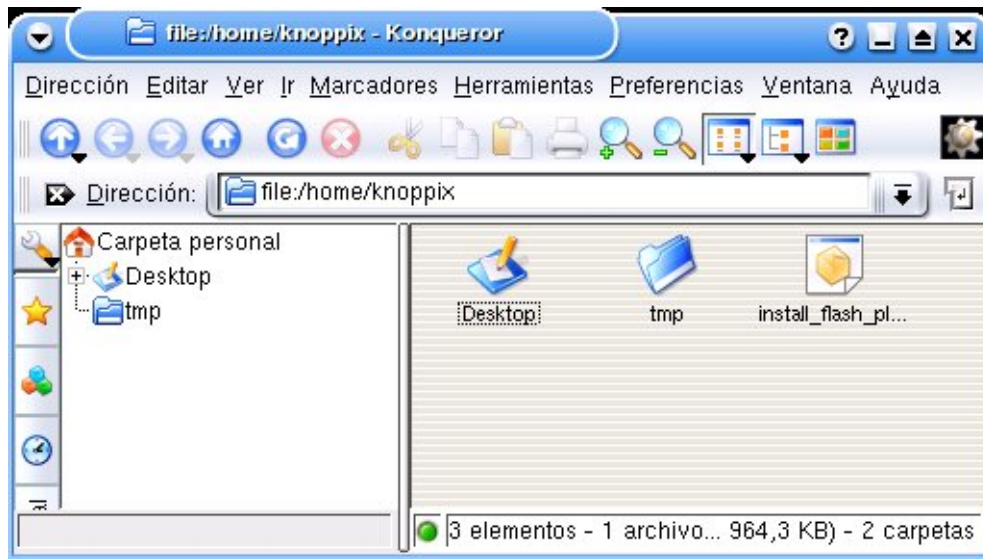 file:/home/knoppix - Konqueror
Dirección Editar Ver Ir Marcadores Herramientas Preferencias Ventana Ayuda
Dirección: file:/home/knoppix
Carpeta personal
Desktop
tmp
Desktop tmp install_flash_pl...
3 elementos - 1 archivo... 964,3 KB) - 2 carpetas